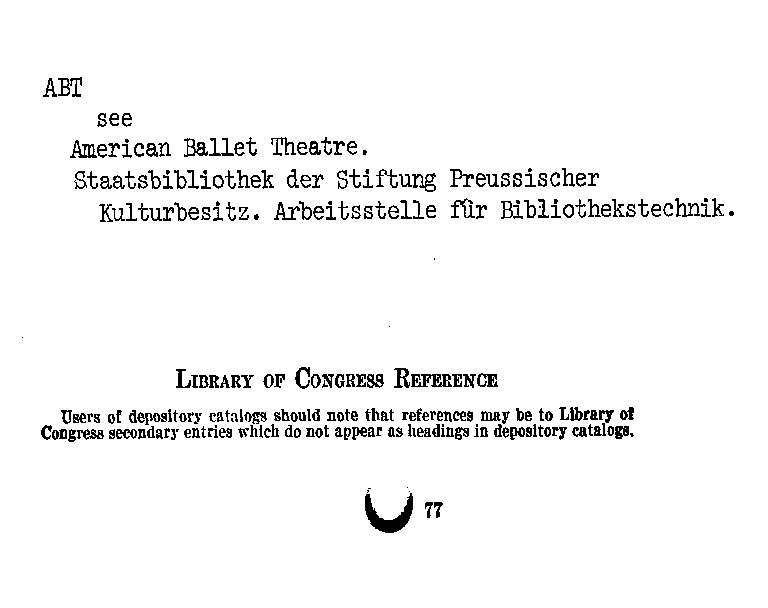 ABT
see
American Ballet Theatre.
Staatsbibliothek der Stiftung Preussischer
Kulturbesitz. Arbeitsstelle für Bibliothekstechnik.
LIBRARY OF CONGRESS REFERENCE
Users of depository catalogs should note that references may be to Library of
Congress secondary entries which do not appear as headings in depository catalogs.
77